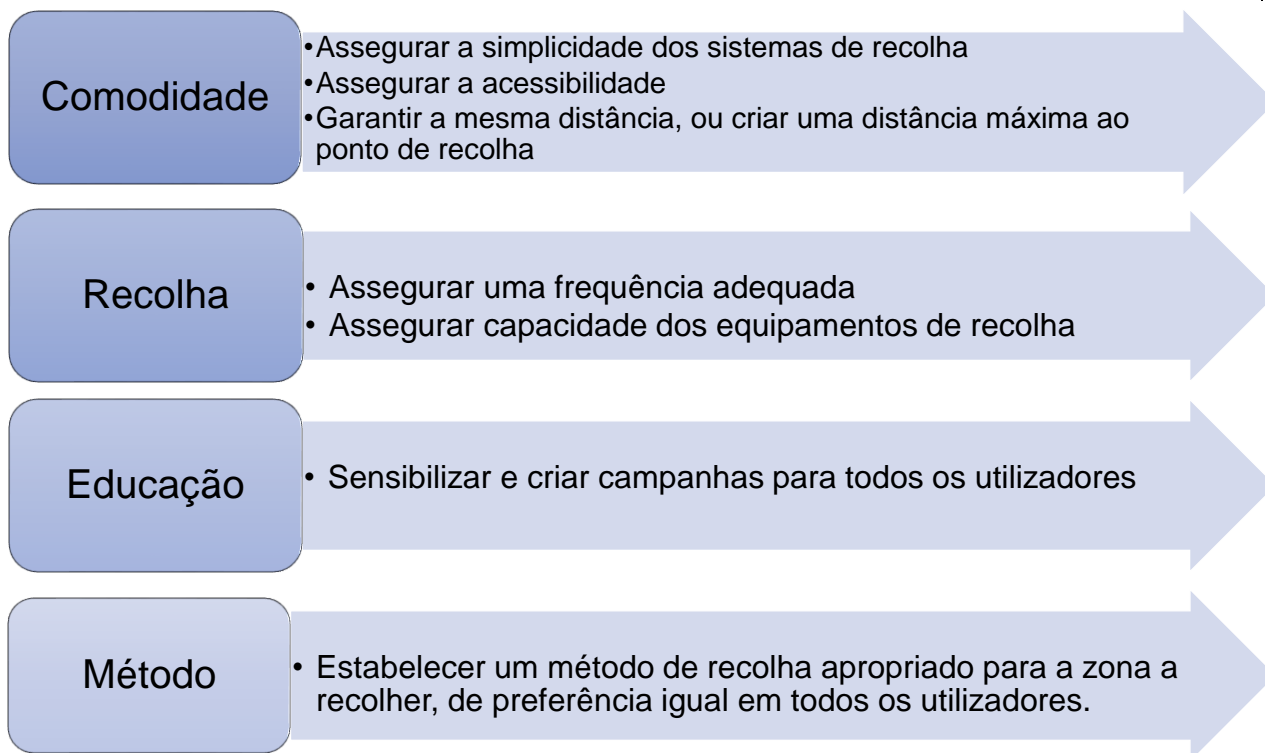 Comodidade
•Assegurar a simplicidade dos sistemas de recolha
•Assegurar a acessibilidade
•Garantir a mesma distância, ou criar uma distância máxima ao
ponto de recolha
Recolha
• Assegurar uma frequência adequada
• Assegurar capacidade dos equipamentos de recolha
Educação
• Sensibilizar e criar campanhas para todos os utilizadores
Método
• Estabelecer um método de recolha apropriado para a zona a
recolher, de preferência igual em todos os utilizadores.